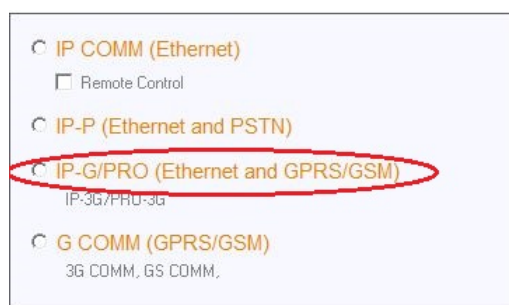 IP COMM (Ethernet)
Remote Control
IP-P (Ethernet and PSTN)
IP-G/PRO (Ethernet and GPRS/GSM)
IP-3G/PRO-3G
G COMM (GPRS/GSM)
3G COMM, GS COMM,